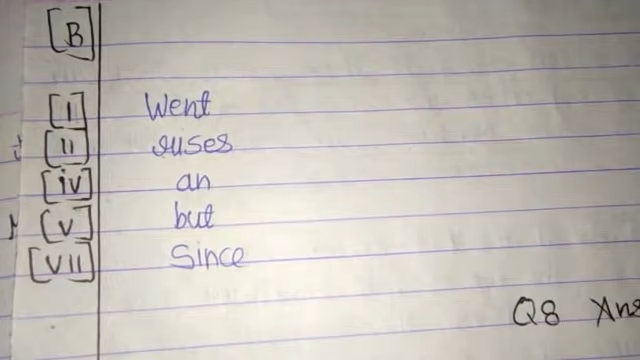 [B]
[I] Went
[II] rises
[iv] an
[v] but
[vii] Since
Q8 Ans